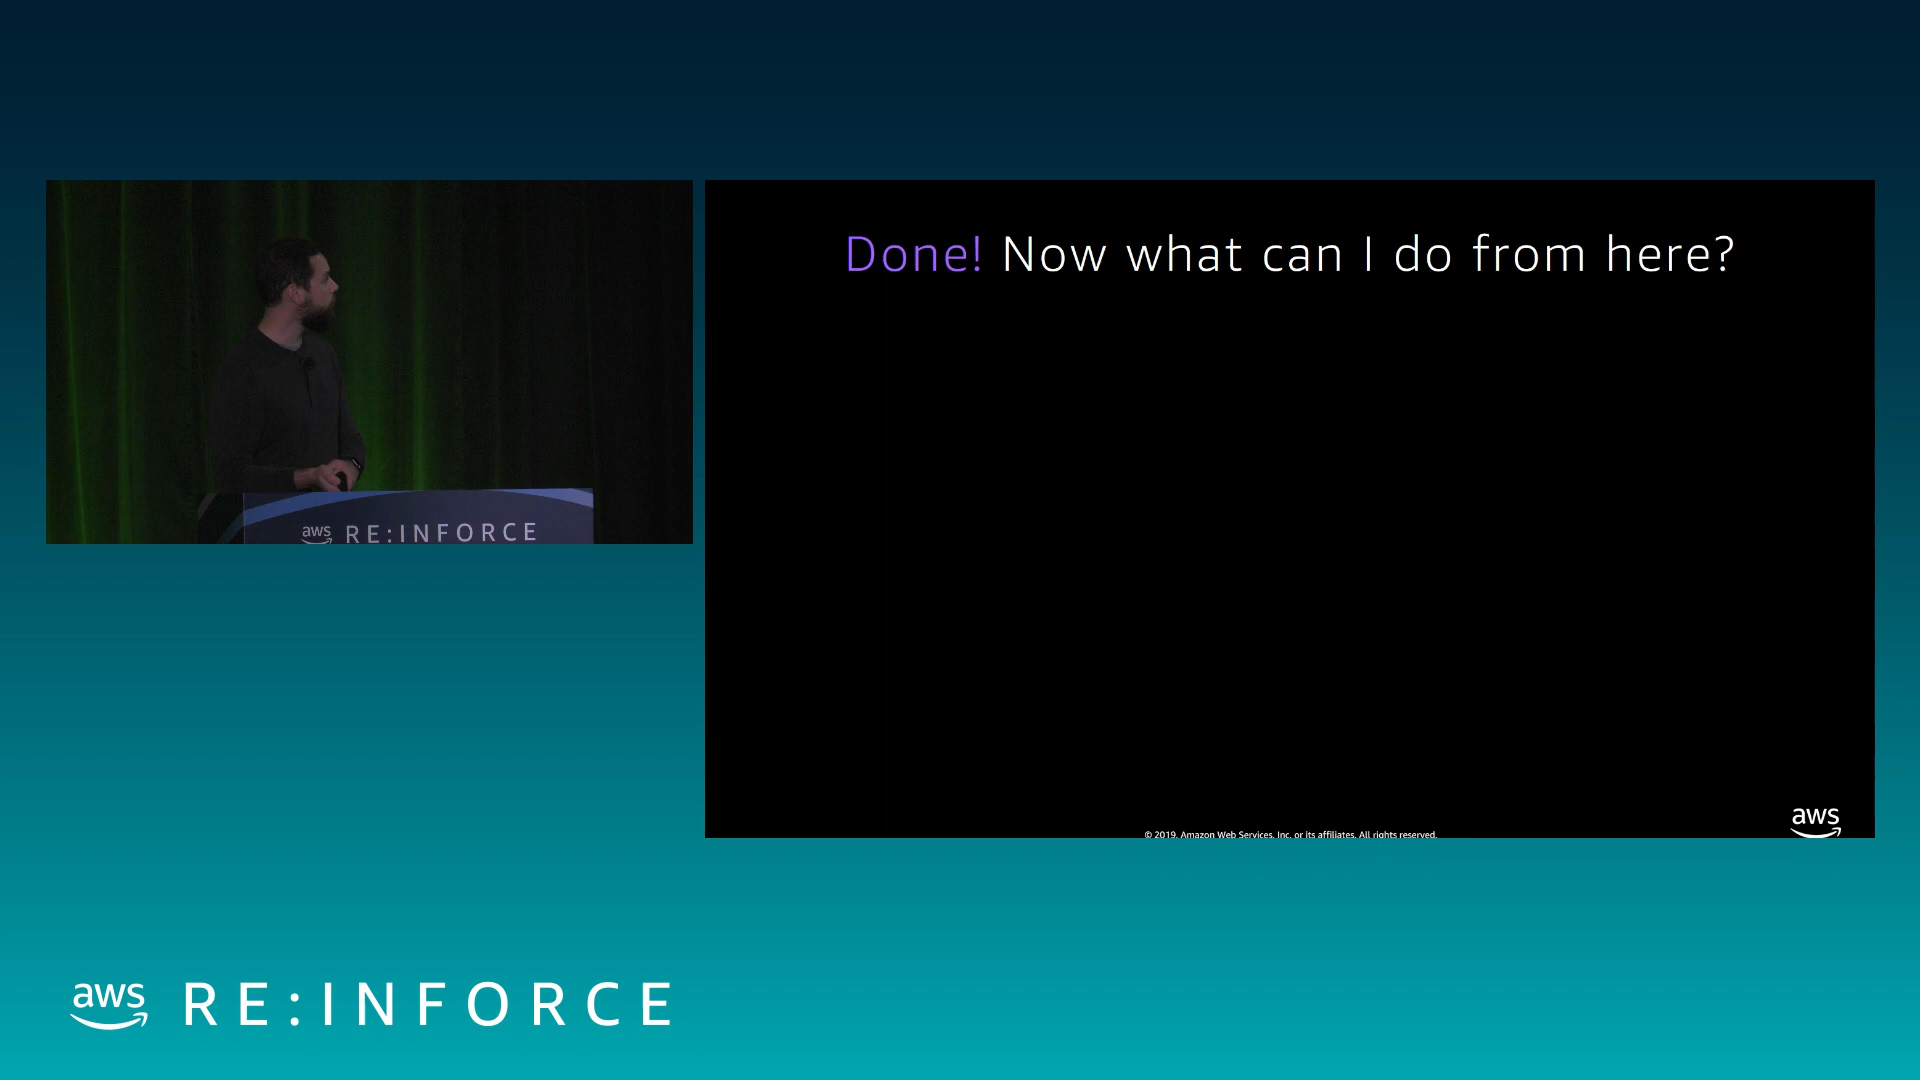 Done! Now what can I do from here?
aws RE:INFORCE
© 2019, Amazon Web Services, Inc. or its affiliates. All rights reserved.
aws
aws RE:INFORCE